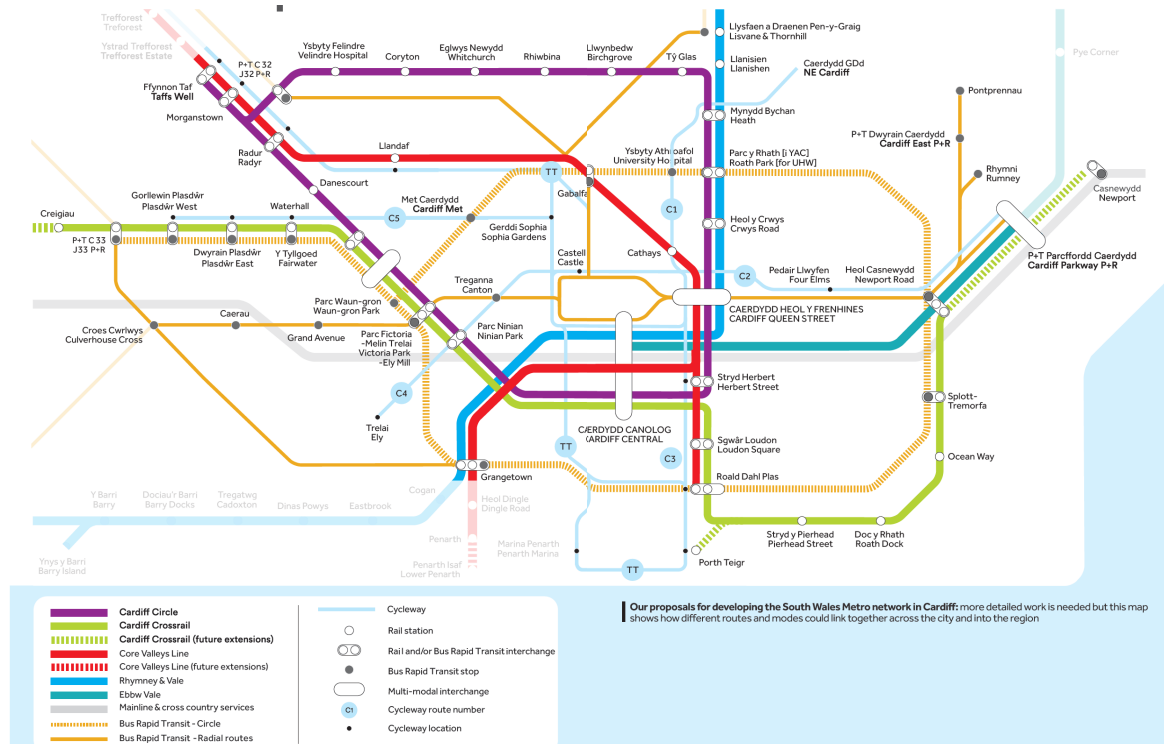 Trefforest
Treforest
Ystrad Trefforest
Trefforest Estate
P+T C 32
J32 P+R
Ffynnon Taf
Taffs Well
Morganstown
Radur
Radyr
Danescourt
Ysbyty Felindre
Velindre Hospital
Coryton
Eglwys Newydd
Whitchurch
Rhiwbina
Llwynbedw
Birchgrove
Tŷ Glas
Llysfaen a Draenen Pen-y-Graig
Lisvane & Thornhill
Llanisien
Llanishen
Caerdydd GDd
NE Cardiff
Mynydd Bychan
Heath
Pye Corner
Pontprennau
P+T Dwyrain Caerdydd
Cardiff East P+R
Rhymni
Rumney
Casnewydd
Newport
P+T Parcffordd Caerdydd
Cardiff Parkway P+R
Llandaf
Ysbyty Athrofaol
University Hospital
Parc y Rhath [i YAC]
Roath Park [for UHW]
TT
Gabalfa
C1
Heol y Crwys
Crwys Road
Met Caerdydd
Cardiff Met
C5
Gerddi Sophia
Sophia Gardens
Cathays
Gorllewin Plasdŵr
Plasdŵr West
Waterhall
Creigiau
P+T C 33
J33 P+R
Dwyrain Plasdŵr
Plasdŵr East
Y Tyllgoed
Fairwater
Castell
Castle
Treganna
Canton
C2
Pedair Llwyfen
Four Elms
Heol Casnewydd
Newport Road
Parc Waun-gron
Waun-gron Park
CAERDYDD HEOL Y FRENHINES
CARDIFF QUEEN STREET
Croes Cwrlwys
Culverhouse Cross
Caerau
Grand Avenue
Parc Fictoria
-Melin Trelai
Victoria Park
-Ely Mill
Parc Ninian
Ninian Park
C4
Trelai
Ely
Stryd Herbert
Herbert Street
Splott-
Tremorfa
CÆRDYDD CANOLOG
ARDIFF CENTRAL
TT
C3
Sgwâr Loudon
Loudon Square
Ocean Way
Grangetown
Roald Dahl Plas
Cogan
Heol Dingle
Dingle Road
Y Barri
Barry
Dociau'r Barri
Barry Docks
Tregatwg
Cadoxton
Dinas Powys
Eastbrook
Stryd y Pierhead
Pierhead Street
Doc y Rhath
Roath Dock
Penarth
Marina Penarth
Penarth Marina
Porth Teigr
Ynys y Barri
Barry Island
Penarth Isaf
Lower Penarth
TT
Our proposals for developing the South Wales Metro network in Cardiff: more detailed work is needed but this map
shows how different routes and modes could link together across the city and into the region
Cardiff Circle
Cardiff Crossrail
Cardiff Crossrail (future extensions)
Core Valleys Line
Core Valleys Line (future extensions)
Rhymney & Vale
Ebbw Vale
Mainline & cross country services
Bus Rapid Transit - Circle
Bus Rapid Transit - Radial routes
Cycleway
Rail station
Rail and/or Bus Rapid Transit interchange
Bus Rapid Transit stop
Multi-modal interchange
C1
Cycleway route number
Cycleway location